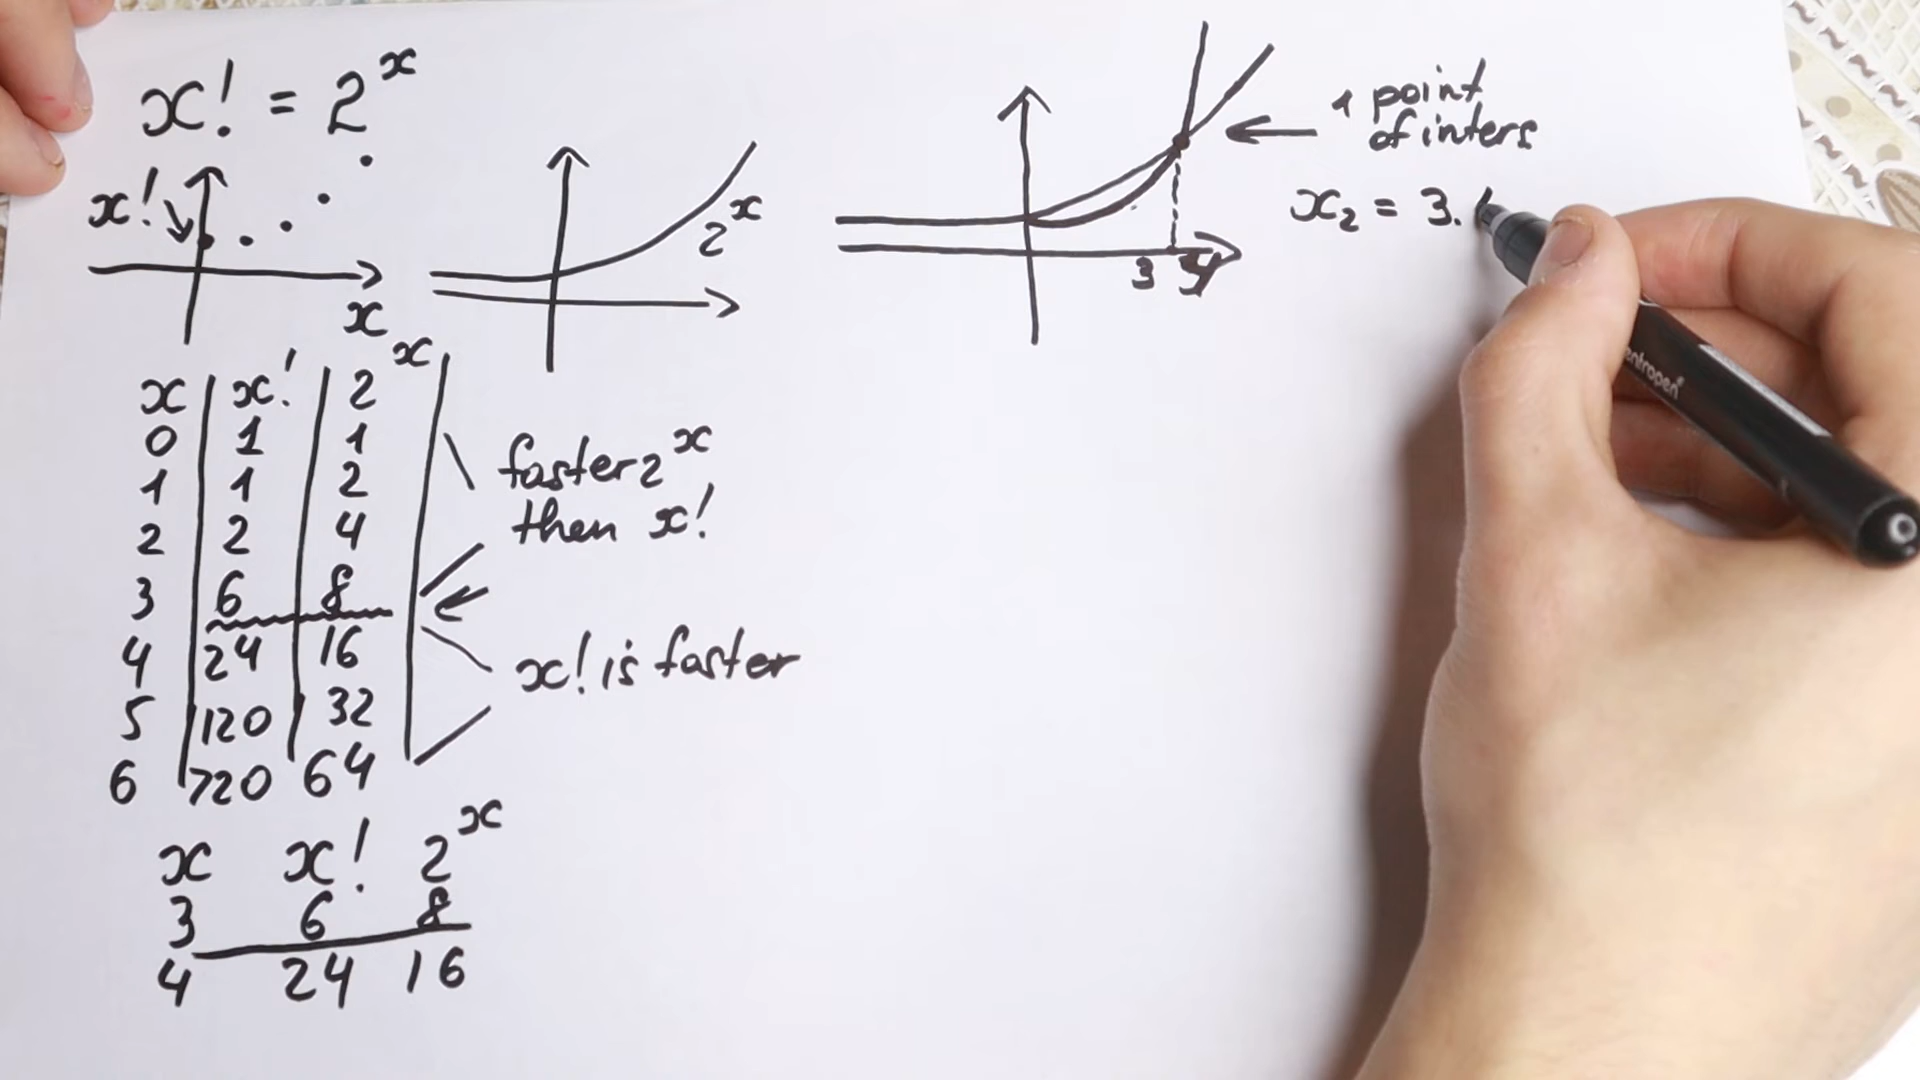 x! = 2^x
x!
x
2^x
1 point
of inters
x₂ = 3.
3
x x! 2^x
0 1 1
1 1 2
2 2 4
3 6 8
4 24 16
5 120 32
6 720 64
faster 2^x
then x!
x! is faster
x x! 2^x
3 6 8
4 24 16
entropen